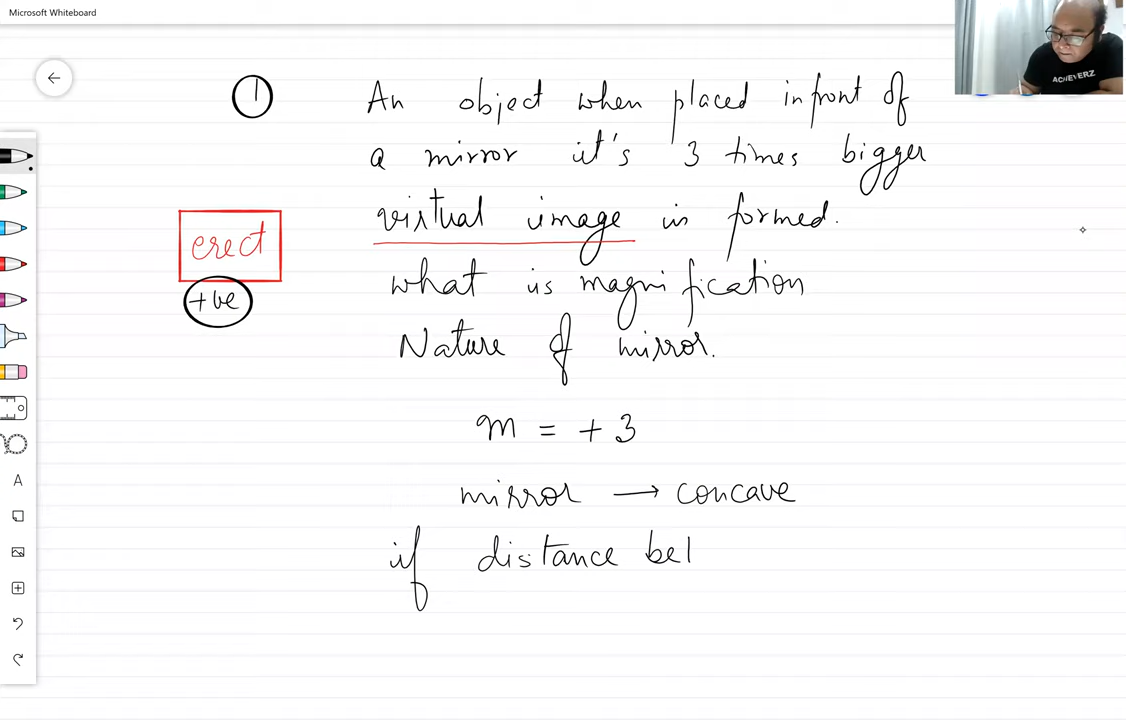 Microsoft Whiteboard
ACHIEVERZ
1 An object when placed infront of
a mirror it's 3 times bigger
virtual image is formed.
erect
what is magnification
+ve
Nature of mirror.
m = + 3
mirror → concave
if distance bet
A